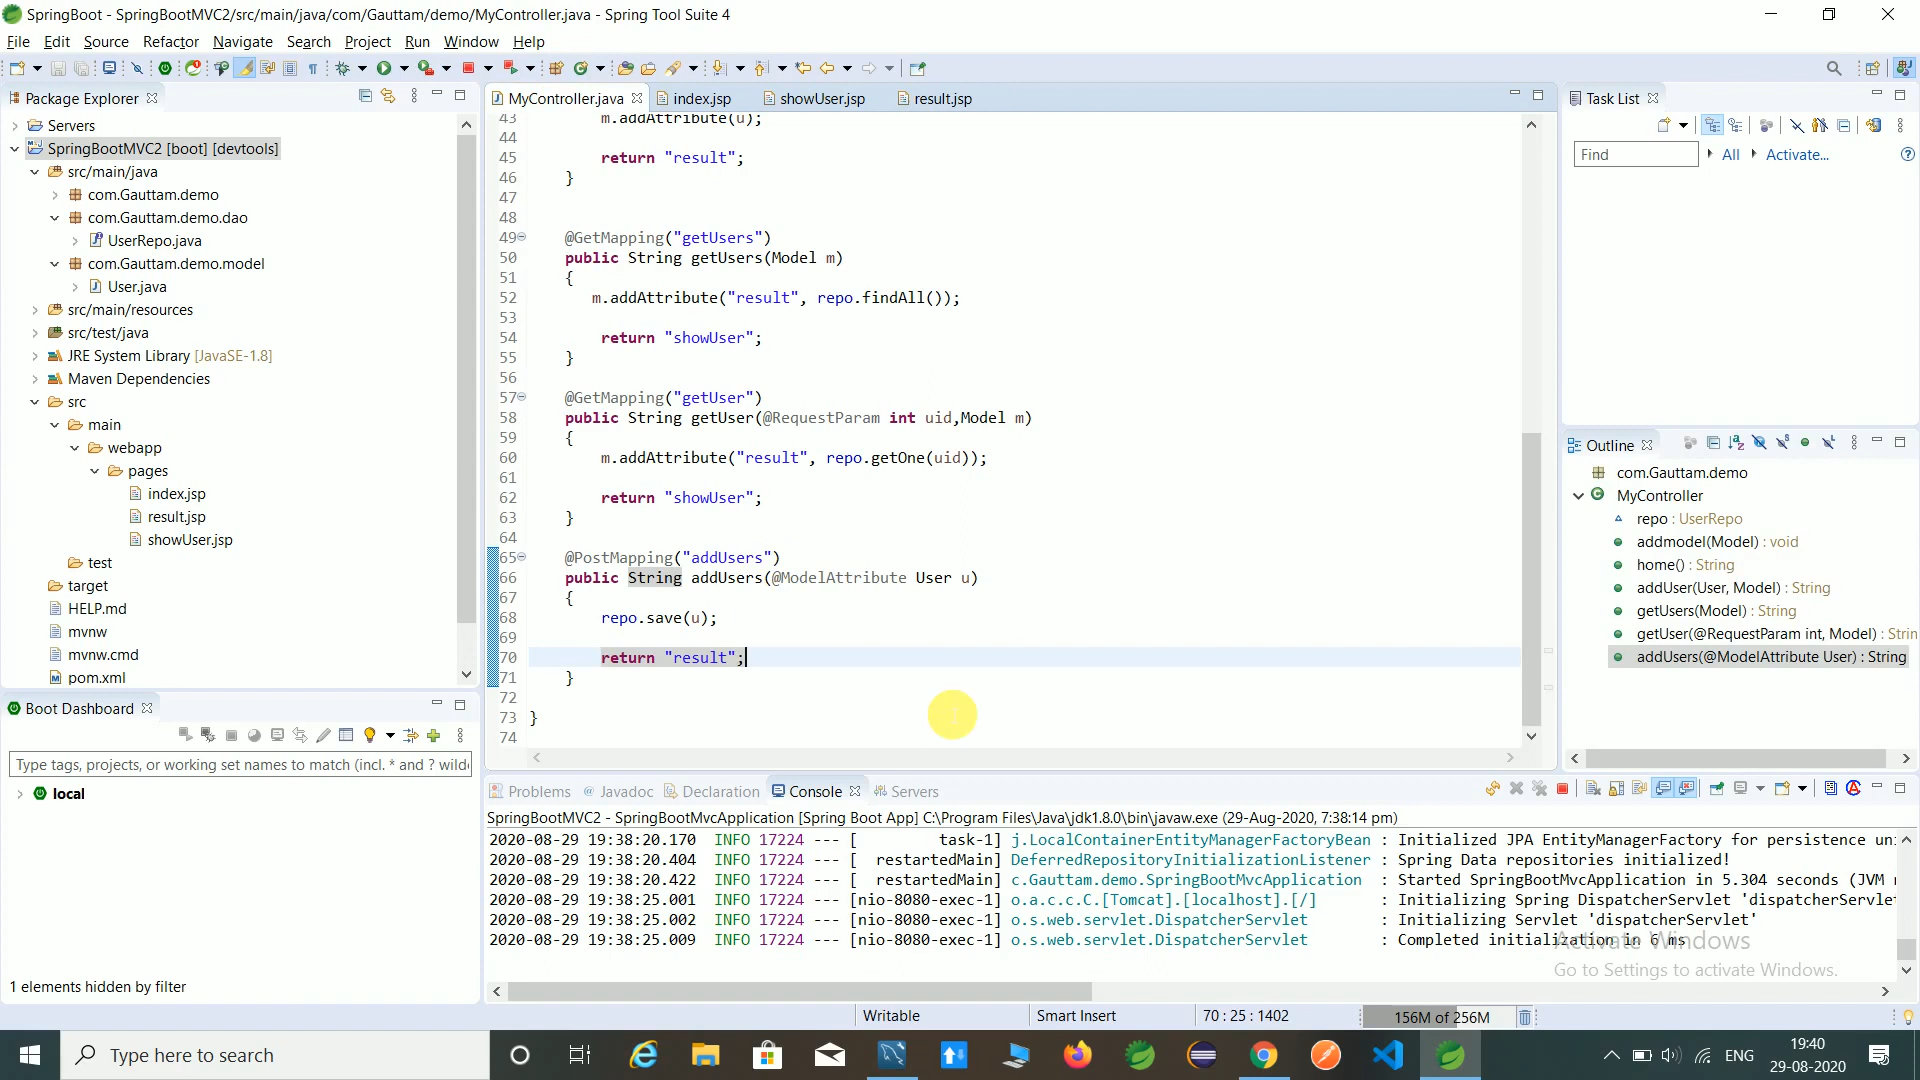 SpringBoot - SpringBootMVC2/src/main/java/com/Gauttam/demo/MyController.java - Spring Tool Suite 4
File Edit Source Refactor Navigate Search Project Run Window Help
Package Explorer
Servers
SpringBootMVC2 [boot] [devtools]
src/main/java
com.Gauttam.demo
com.Gauttam.demo.dao
UserRepo.java
com.Gauttam.demo.model
User.java
src/main/resources
src/test/java
JRE System Library [JavaSE-1.8]
Maven Dependencies
src
main
webapp
pages
index.jsp
result.jsp
showUser.jsp
test
target
HELP.md
mvnw
mvnw.cmd
pom.xml
Boot Dashboard
Type tags, projects, or working set names to match (incl. * and ? wild
local
1 elements hidden by filter
MyController.java index.jsp showUser.jsp result.jsp
43 m.addAttribute(u);
44
45 return "result";
46 }
47
48
49 @GetMapping("getUsers")
50 public String getUsers(Model m)
51 {
52 m.addAttribute("result", repo.findAll());
53
54 return "showUser";
55 }
56
57 @GetMapping("getUser")
58 public String getUser(@RequestParam int uid,Model m)
59 {
60 m.addAttribute("result", repo.getOne(uid));
61
62 return "showUser";
63 }
64
65 @PostMapping("addUsers")
66 public String addUsers(@ModelAttribute User u)
67 {
68 repo.save(u);
69
70 return "result";
71 }
72
73 }
74
Task List
Find All Activate...
Outline
com.Gauttam.demo
MyController
repo : UserRepo
addmodel(Model) : void
home() : String
addUser(User, Model) : String
getUsers(Model) : String
getUser(@RequestParam int, Model) : Strin
addUsers(@ModelAttribute User) : String
Problems Javadoc Declaration Console Servers
SpringBootMVC2 - SpringBootMvcApplication [Spring Boot App] C:\Program Files\Java\jdk1.8.0\bin\javaw.exe (29-Aug-2020, 7:38:14 pm)
2020-08-29 19:38:20.170 INFO 17224 --- [ task-1] j.LocalContainerEntityManagerFactoryBean : Initialized JPA EntityManagerFactory for persistence un
2020-08-29 19:38:20.404 INFO 17224 --- [ restartedMain] DeferredRepositoryInitializationListener : Spring Data repositories initialized!
2020-08-29 19:38:20.422 INFO 17224 --- [ restartedMain] c.Gauttam.demo.SpringBootMvcApplication : Started SpringBootMvcApplication in 5.304 seconds (JVM
2020-08-29 19:38:25.001 INFO 17224 --- [nio-8080-exec-1] o.a.c.c.C.[Tomcat].[localhost].[/] : Initializing Spring DispatcherServlet 'dispatcherServlet
2020-08-29 19:38:25.002 INFO 17224 --- [nio-8080-exec-1] o.s.web.servlet.DispatcherServlet : Initializing Servlet 'dispatcherServlet'
2020-08-29 19:38:25.009 INFO 17224 --- [nio-8080-exec-1] o.s.web.servlet.DispatcherServlet : Completed initialization in 6 ms
Activate Windows
Go to Settings to activate Windows.
Writable Smart Insert 70 : 25 : 1402 156M of 256M
Type here to search
ENG
19:40
29-08-2020